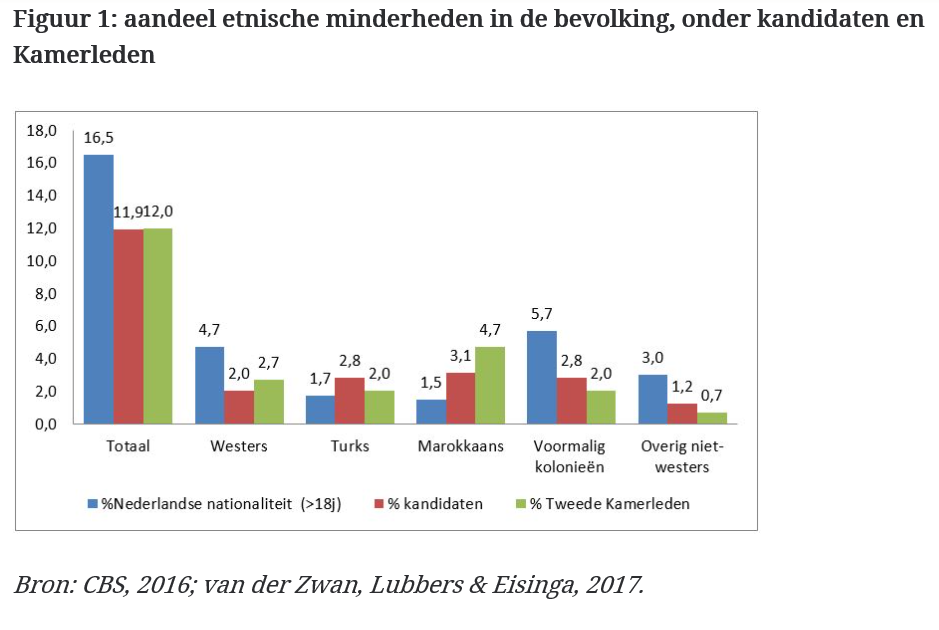 Figuur 1: aandeel etnische minderheden in de bevolking, onder kandidaten en
Kamerleden
18,0
16,0
14,0
12,0
10,0
8,0
6,0
4,0
2,0
0,0
16,5
11,9
12,0
4,7
2,0
2,7
1,7
2,8
2,0
1,5
3,1
4,7
5,7
2,8
2,0
3,0
1,2
0,7
Totaal
Westers
Turks
Marokkaans
Voormalig
kolonieën
Overig niet-
westers
%Nederlandse nationaliteit (>18j)
% kandidaten
% Tweede Kamerleden
Bron: CBS, 2016; van der Zwan, Lubbers & Eisinga, 2017.